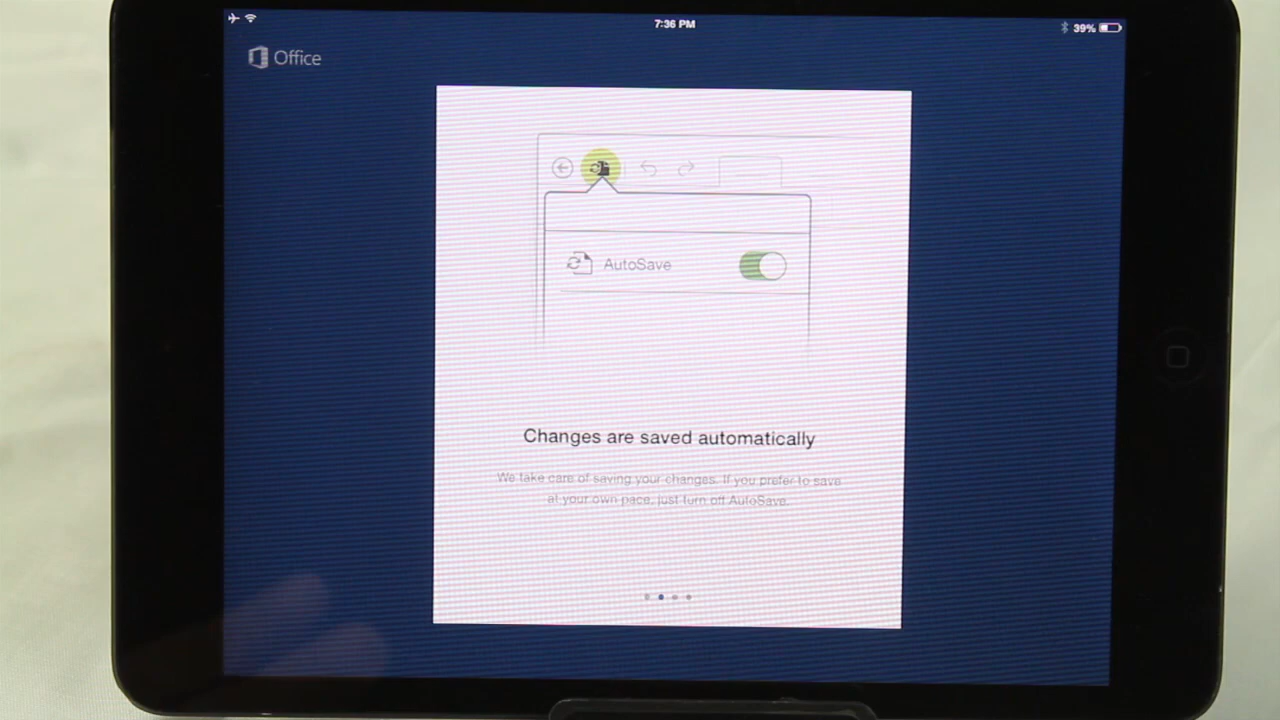 7:36 PM
39%
Office
AutoSave
Changes are saved automatically
We take care of saving your changes. If you prefer to save
at your own pace, just turn off AutoSave.